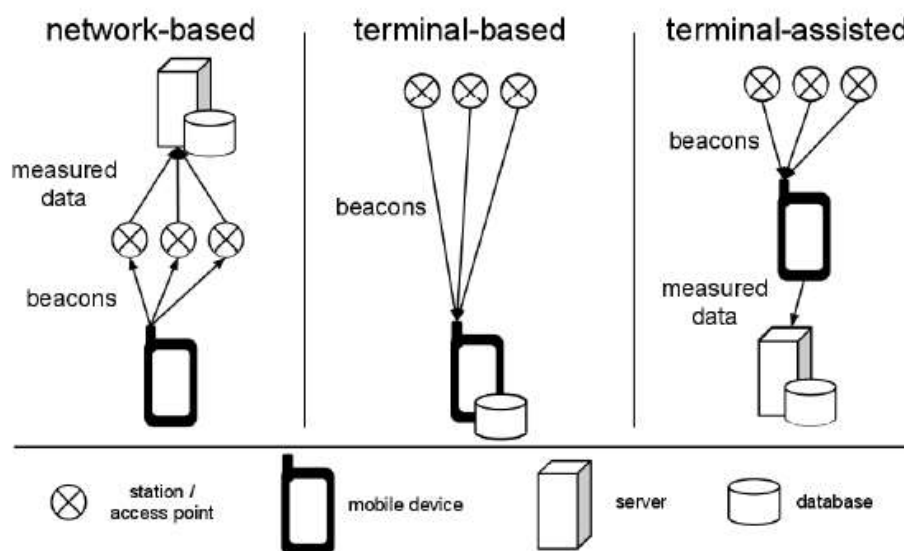 network-based
terminal-based
terminal-assisted
measured
data
beacons
beacons
beacons
measured
data
station /
access point
mobile device
server
database